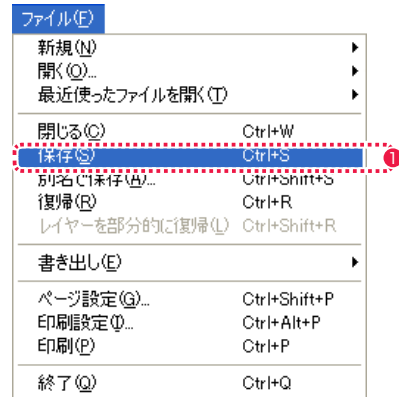 ファイル(F)
新規(N)
開く(O)...
最近使ったファイルを開く(T)
閉じる(C) Ctrl+W
保存(S) Ctrl+S
1
別名で保存(A)... Ctrl+Shift+S
復帰(R) Ctrl+R
レイヤーを部分的に復帰(L) Ctrl+Shift+R
書き出し(E)
ページ設定(G)... Ctrl+Shift+P
印刷設定(I)... Ctrl+Alt+P
印刷(P) Ctrl+P
終了(Q) Ctrl+Q